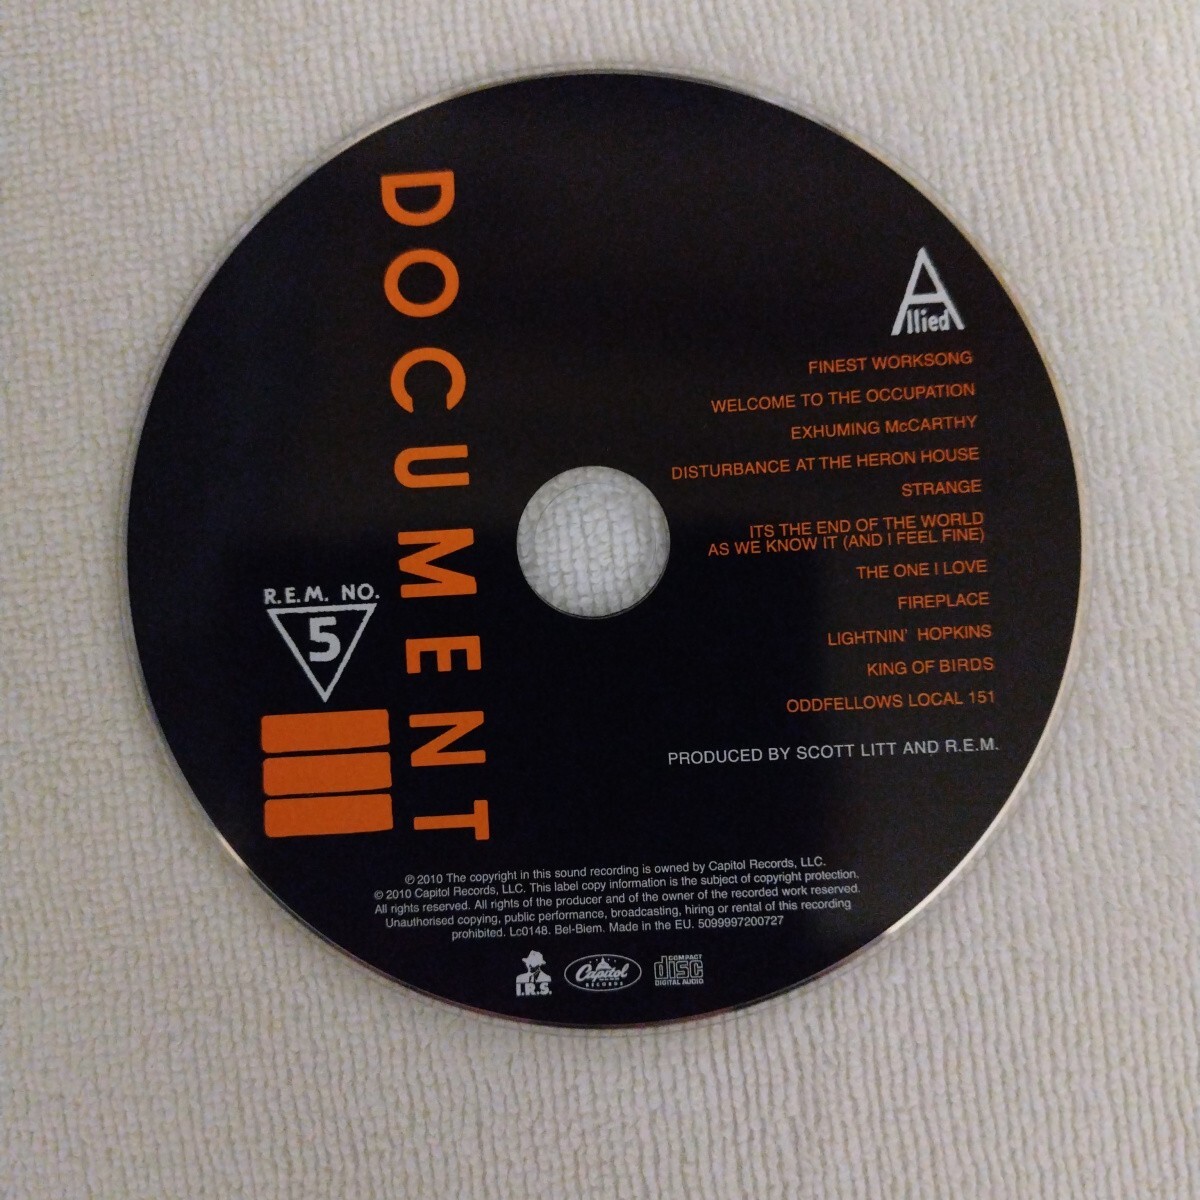 DOCUMENT
R.E.M. NO.
5
Allied
FINEST WORKSONG
WELCOME TO THE OCCUPATION
EXHUMING McCARTHY
DISTURBANCE AT THE HERON HOUSE
STRANGE
ITS THE END OF THE WORLD
AS WE KNOW IT (AND I FEEL FINE)
THE ONE I LOVE
FIREPLACE
LIGHTNIN' HOPKINS
KING OF BIRDS
ODDFELLOWS LOCAL 151
PRODUCED BY SCOTT LITT AND R.E.M.
℗ 2010 The copyright in this sound recording is owned by Capitol Records, LLC.
© 2010 Capitol Records, LLC. This label copy information is the subject of copyright protection.
All rights reserved. All rights of the producer and of the owner of the recorded work reserved.
Unauthorised copying, public performance, broadcasting, hiring or rental of this recording
prohibited. Lc0148. Bel-Biem. Made in the EU. 5099997200727
I.R.S.
Capitol
RECORDS
COMPACT
disc
DIGITAL AUDIO